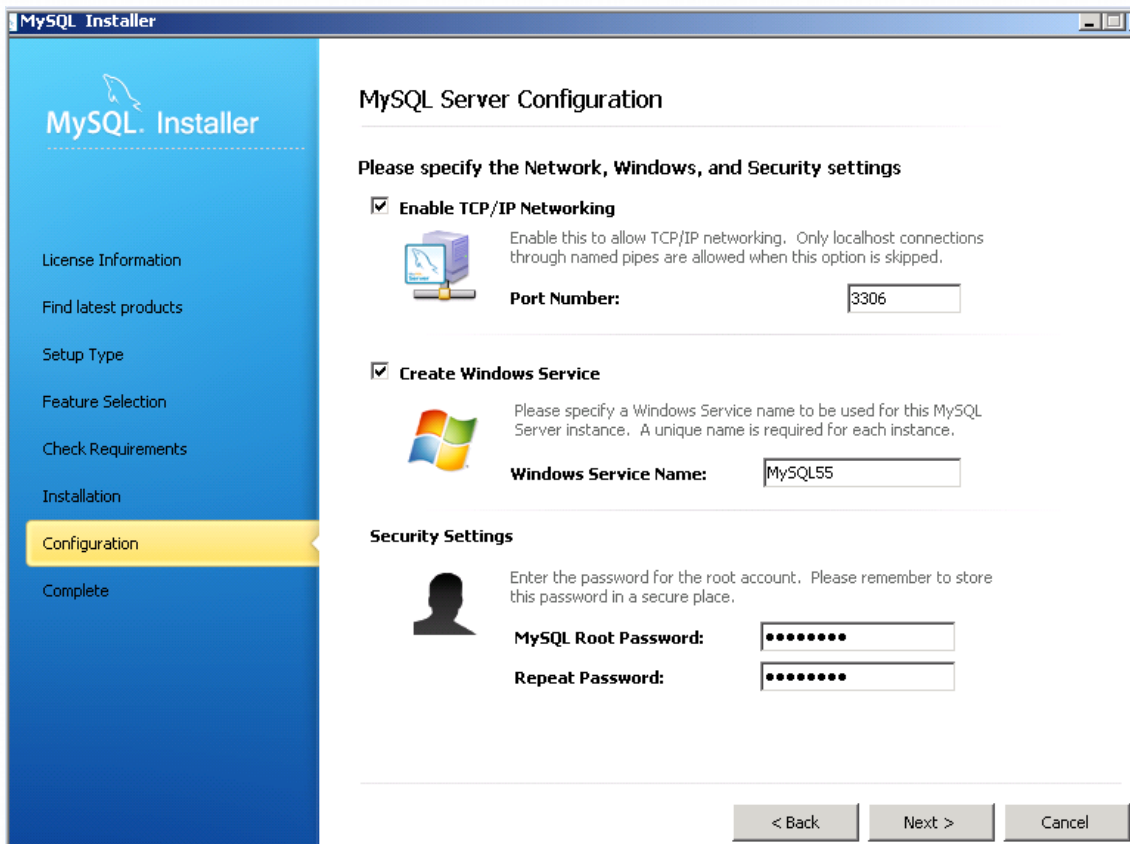 MySQL Installer
MySQL. Installer
License Information
Find latest products
Setup Type
Feature Selection
Check Requirements
Installation
Configuration
Complete
MySQL Server Configuration
Please specify the Network, Windows, and Security settings
Enable TCP/IP Networking
Enable this to allow TCP/IP networking. Only localhost connections
through named pipes are allowed when this option is skipped.
Port Number: 3306
Create Windows Service
Please specify a Windows Service name to be used for this MySQL
Server instance. A unique name is required for each instance.
Windows Service Name: MySQL55
Security Settings
Enter the password for the root account. Please remember to store
this password in a secure place.
MySQL Root Password: ●●●●●●●●
Repeat Password: ●●●●●●●●
< Back Next > Cancel